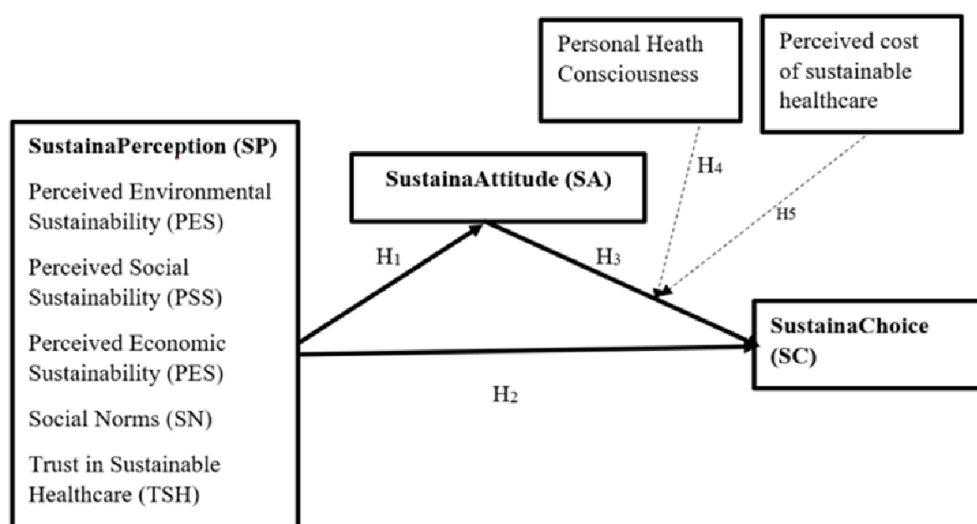 Personal Heath
Consciousness
Perceived cost
of sustainable
healthcare
SustainaPerception (SP)
Perceived Environmental
Sustainability (PES)
Perceived Social
Sustainability (PSS)
Perceived Economic
Sustainability (PES)
Social Norms (SN)
Trust in Sustainable
Healthcare (TSH)
SustainaAttitude (SA)
H4
H5
H1
H3
SustainaChoice
(SC)
H2